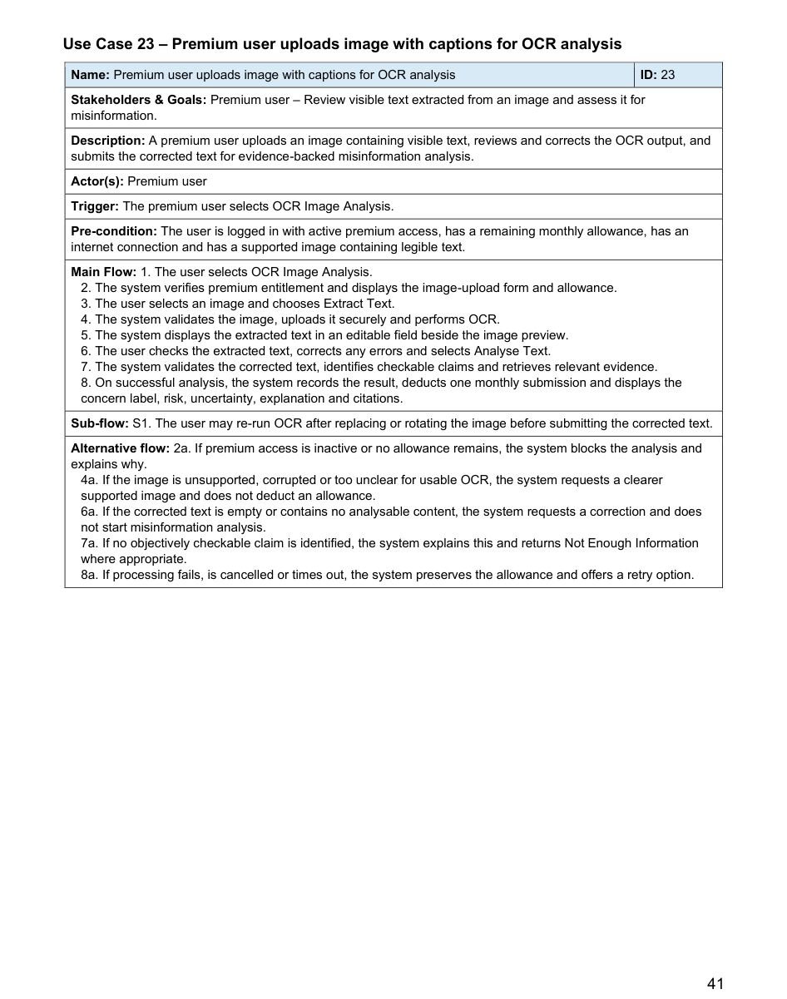 Use Case 23 – Premium user uploads image with captions for OCR analysis
Name: Premium user uploads image with captions for OCR analysis
ID: 23
Stakeholders & Goals: Premium user – Review visible text extracted from an image and assess it for
misinformation.
Description: A premium user uploads an image containing visible text, reviews and corrects the OCR output, and
submits the corrected text for evidence-backed misinformation analysis.
Actor(s): Premium user
Trigger: The premium user selects OCR Image Analysis.
Pre-condition: The user is logged in with active premium access, has a remaining monthly allowance, has an
internet connection and has a supported image containing legible text.
Main Flow: 1. The user selects OCR Image Analysis.
2. The system verifies premium entitlement and displays the image-upload form and allowance.
3. The user selects an image and chooses Extract Text.
4. The system validates the image, uploads it securely and performs OCR.
5. The system displays the extracted text in an editable field beside the image preview.
6. The user checks the extracted text, corrects any errors and selects Analyse Text.
7. The system validates the corrected text, identifies checkable claims and retrieves relevant evidence.
8. On successful analysis, the system records the result, deducts one monthly submission and displays the
concern label, risk, uncertainty, explanation and citations.
Sub-flow: S1. The user may re-run OCR after replacing or rotating the image before submitting the corrected text.
Alternative flow: 2a. If premium access is inactive or no allowance remains, the system blocks the analysis and
explains why.
4a. If the image is unsupported, corrupted or too unclear for usable OCR, the system requests a clearer
supported image and does not deduct an allowance.
6a. If the corrected text is empty or contains no analysable content, the system requests a correction and does
not start misinformation analysis.
7a. If no objectively checkable claim is identified, the system explains this and returns Not Enough Information
where appropriate.
8a. If processing fails, is cancelled or times out, the system preserves the allowance and offers a retry option.
41